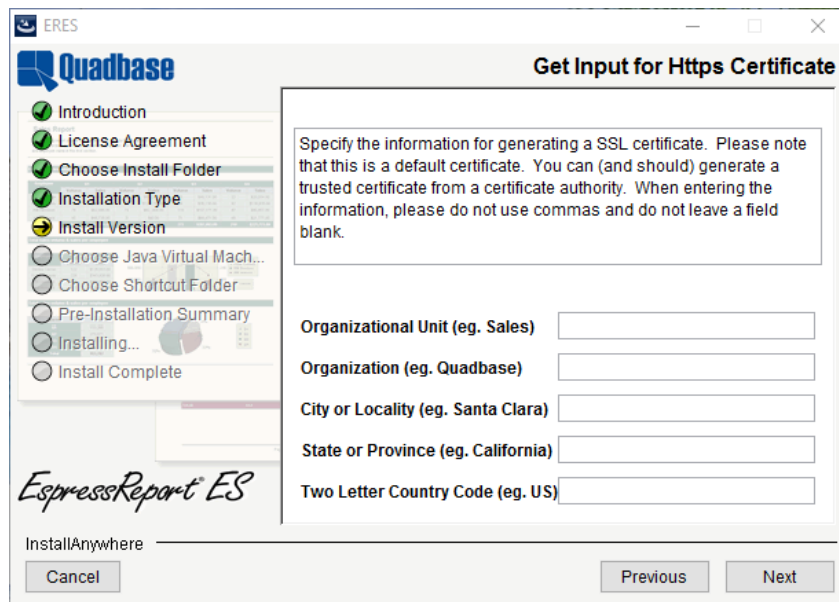 ERES
Quadbase
Get Input for Https Certificate
Introduction
License Agreement
Choose Install Folder
Installation Type
Install Version
Choose Java Virtual Mach...
Choose Shortcut Folder
Pre-Installation Summary
Installing...
Install Complete
EspressReport ES
Specify the information for generating a SSL certificate. Please note
that this is a default certificate. You can (and should) generate a
trusted certificate from a certificate authority. When entering the
information, please do not use commas and do not leave a field
blank.
Organizational Unit (eg. Sales)
Organization (eg. Quadbase)
City or Locality (eg. Santa Clara)
State or Province (eg. California)
Two Letter Country Code (eg. US)
InstallAnywhere
Cancel
Previous
Next